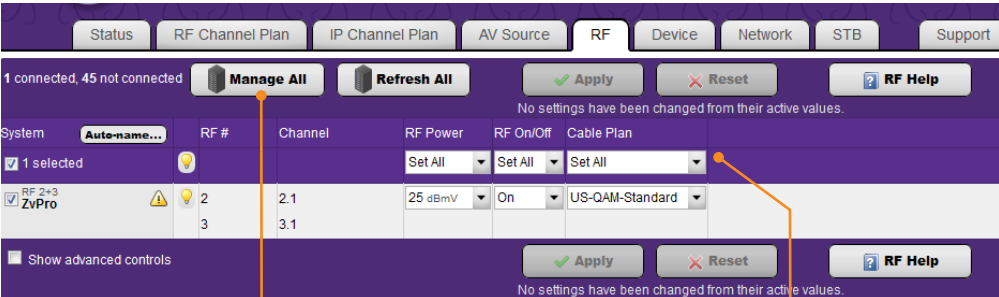 Status RF Channel Plan IP Channel Plan AV Source RF Device Network STB Support
1 connected, 45 not connected Manage All Refresh All Apply Reset RF Help
No settings have been changed from their active values.
System Auto-name... RF # Channel RF Power RF On/Off Cable Plan
1 selected Set All Set All Set All
RF 2+3
ZvPro 2 2.1 25 dBmV On US-QAM-Standard
3 3.1
Show advanced controls Apply Reset RF Help
No settings have been changed from their active values.